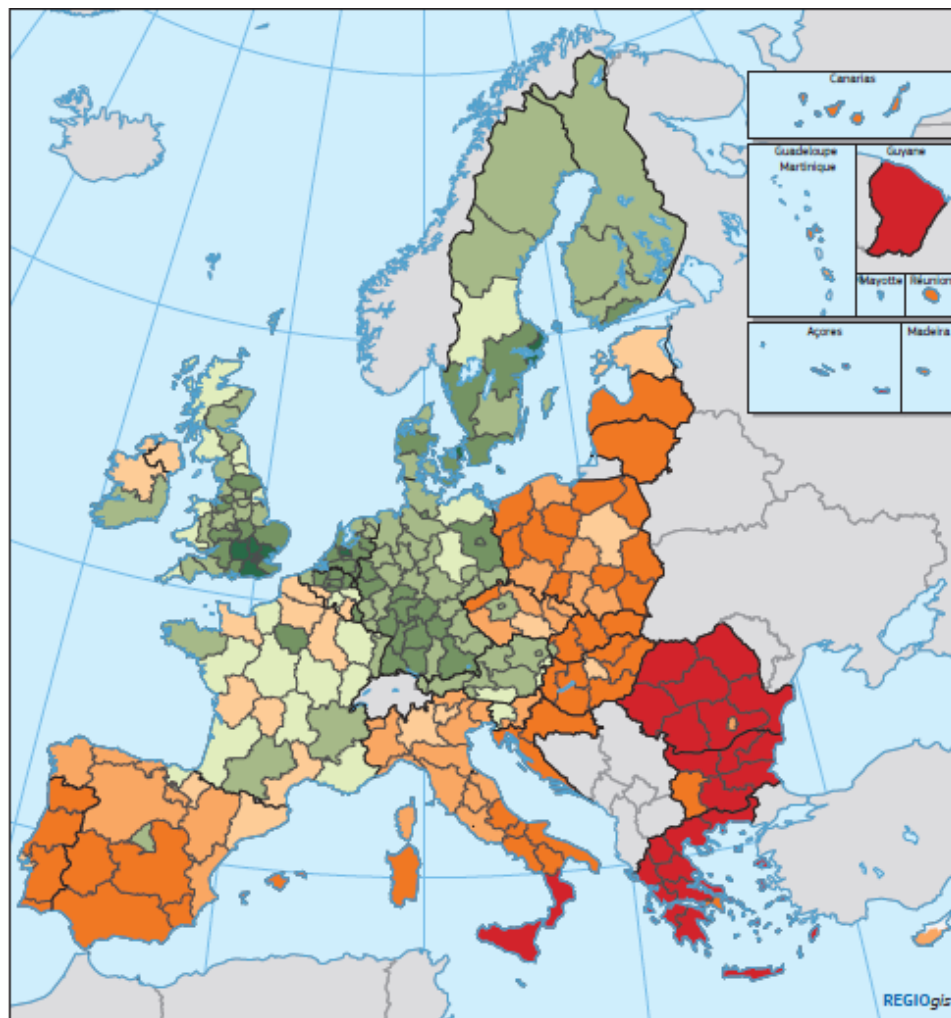 Canarias
Guadeloupe
Martinique
Guyane
Mayotte
Réunion
Açores
Madeira
REGIOgis